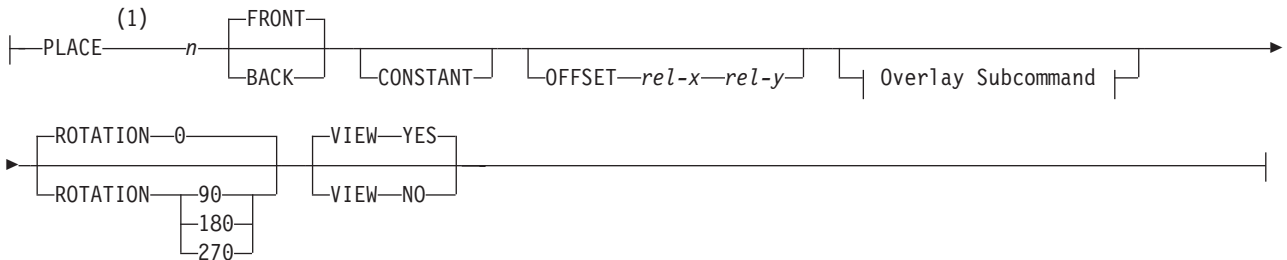 (1)
FRONT
PLACE n
BACK CONSTANT OFFSET rel-x rel-y Overlay Subcommand
ROTATION 0 VIEW YES
ROTATION 90 VIEW NO
180
270